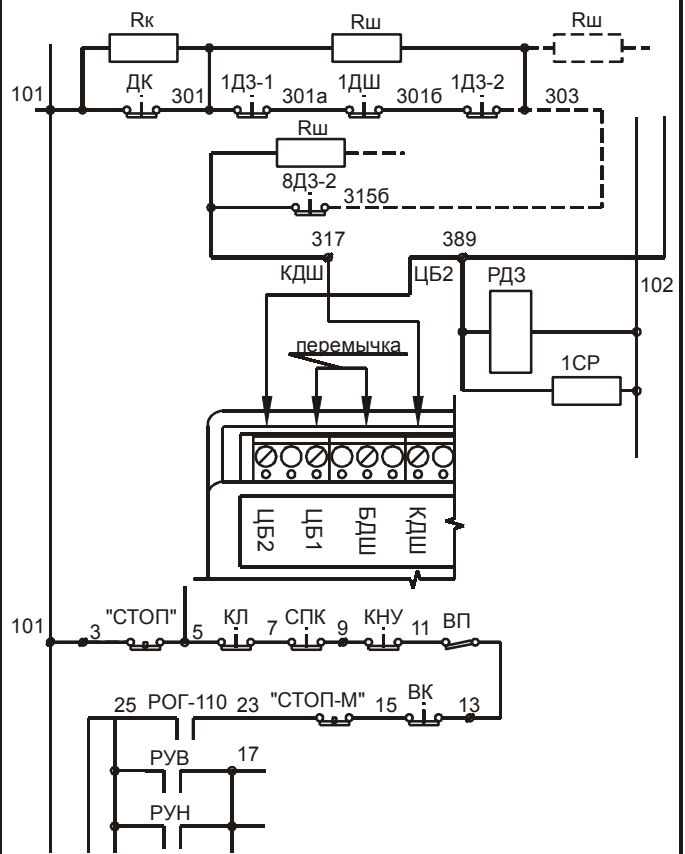 Rк Rш Rш
101 ДК 301 1ДЗ-1 301а 1ДШ 301б 1ДЗ-2 303
Rш
8ДЗ-2
315б
317 389
КДШ ЦБ2 РДЗ 102
перемычка
1СР
ЦБ2 ЦБ1 БДШ КДШ
101 3 "СТОП" 5 КЛ 7 СПК 9 КНУ 11 ВП
25 РОГ-110 23 "СТОП-М" 15 ВК 13
РУВ 17
РУН